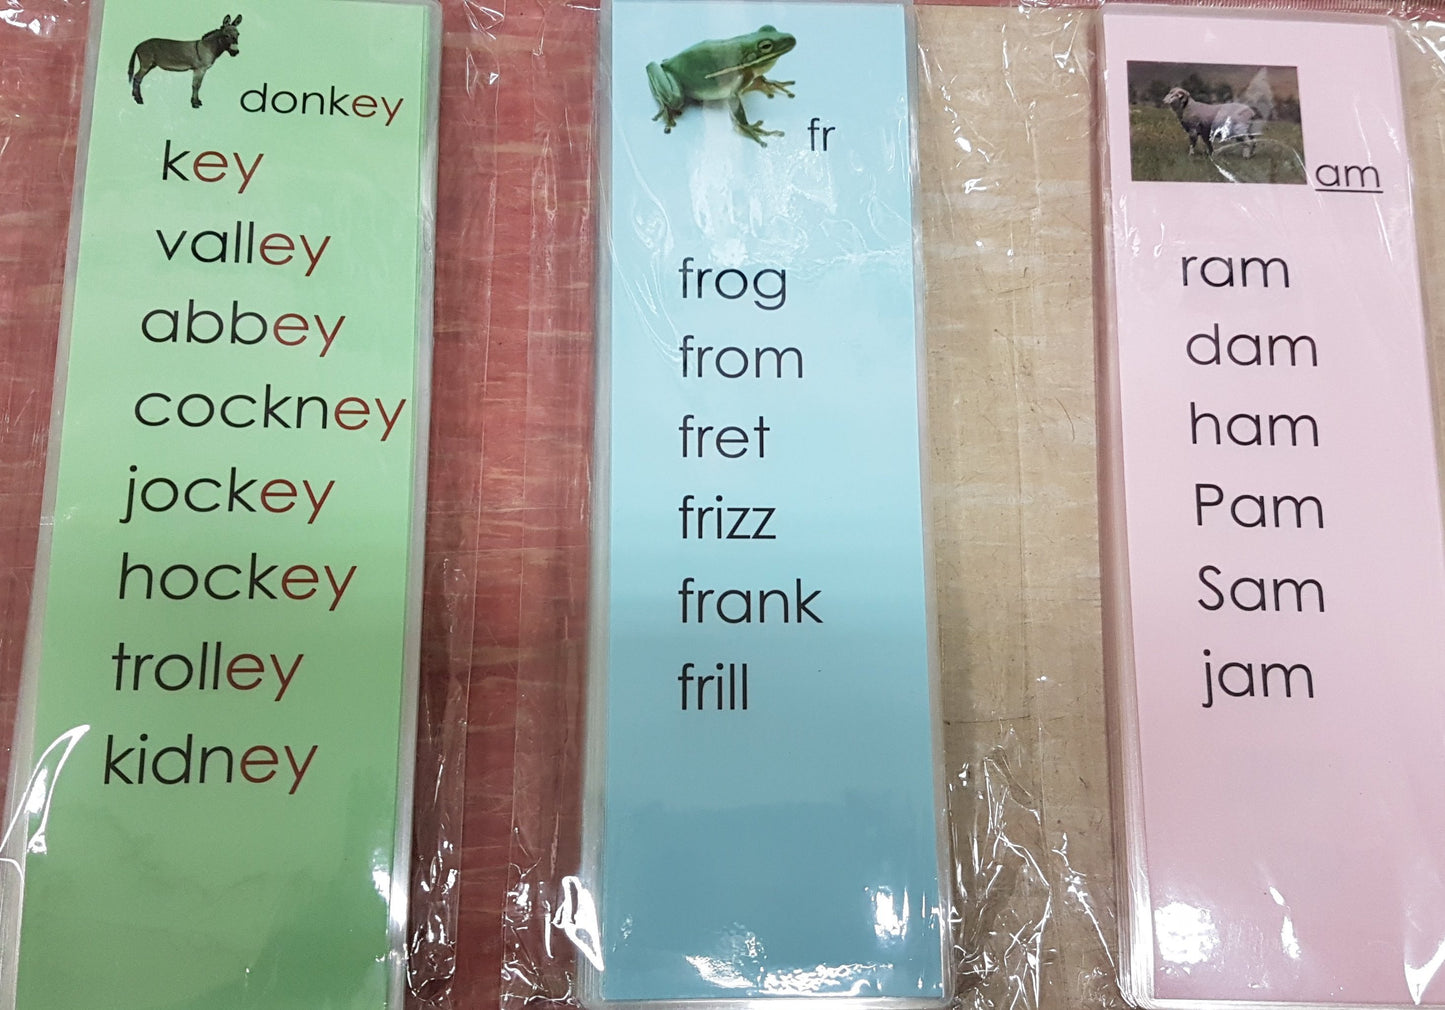 donkey
key
valley
abbey
cockney
jockey
hockey
trolley
kidney
fr
frog
from
fret
frizz
frank
frill
am
ram
dam
ham
Pam
Sam
jam